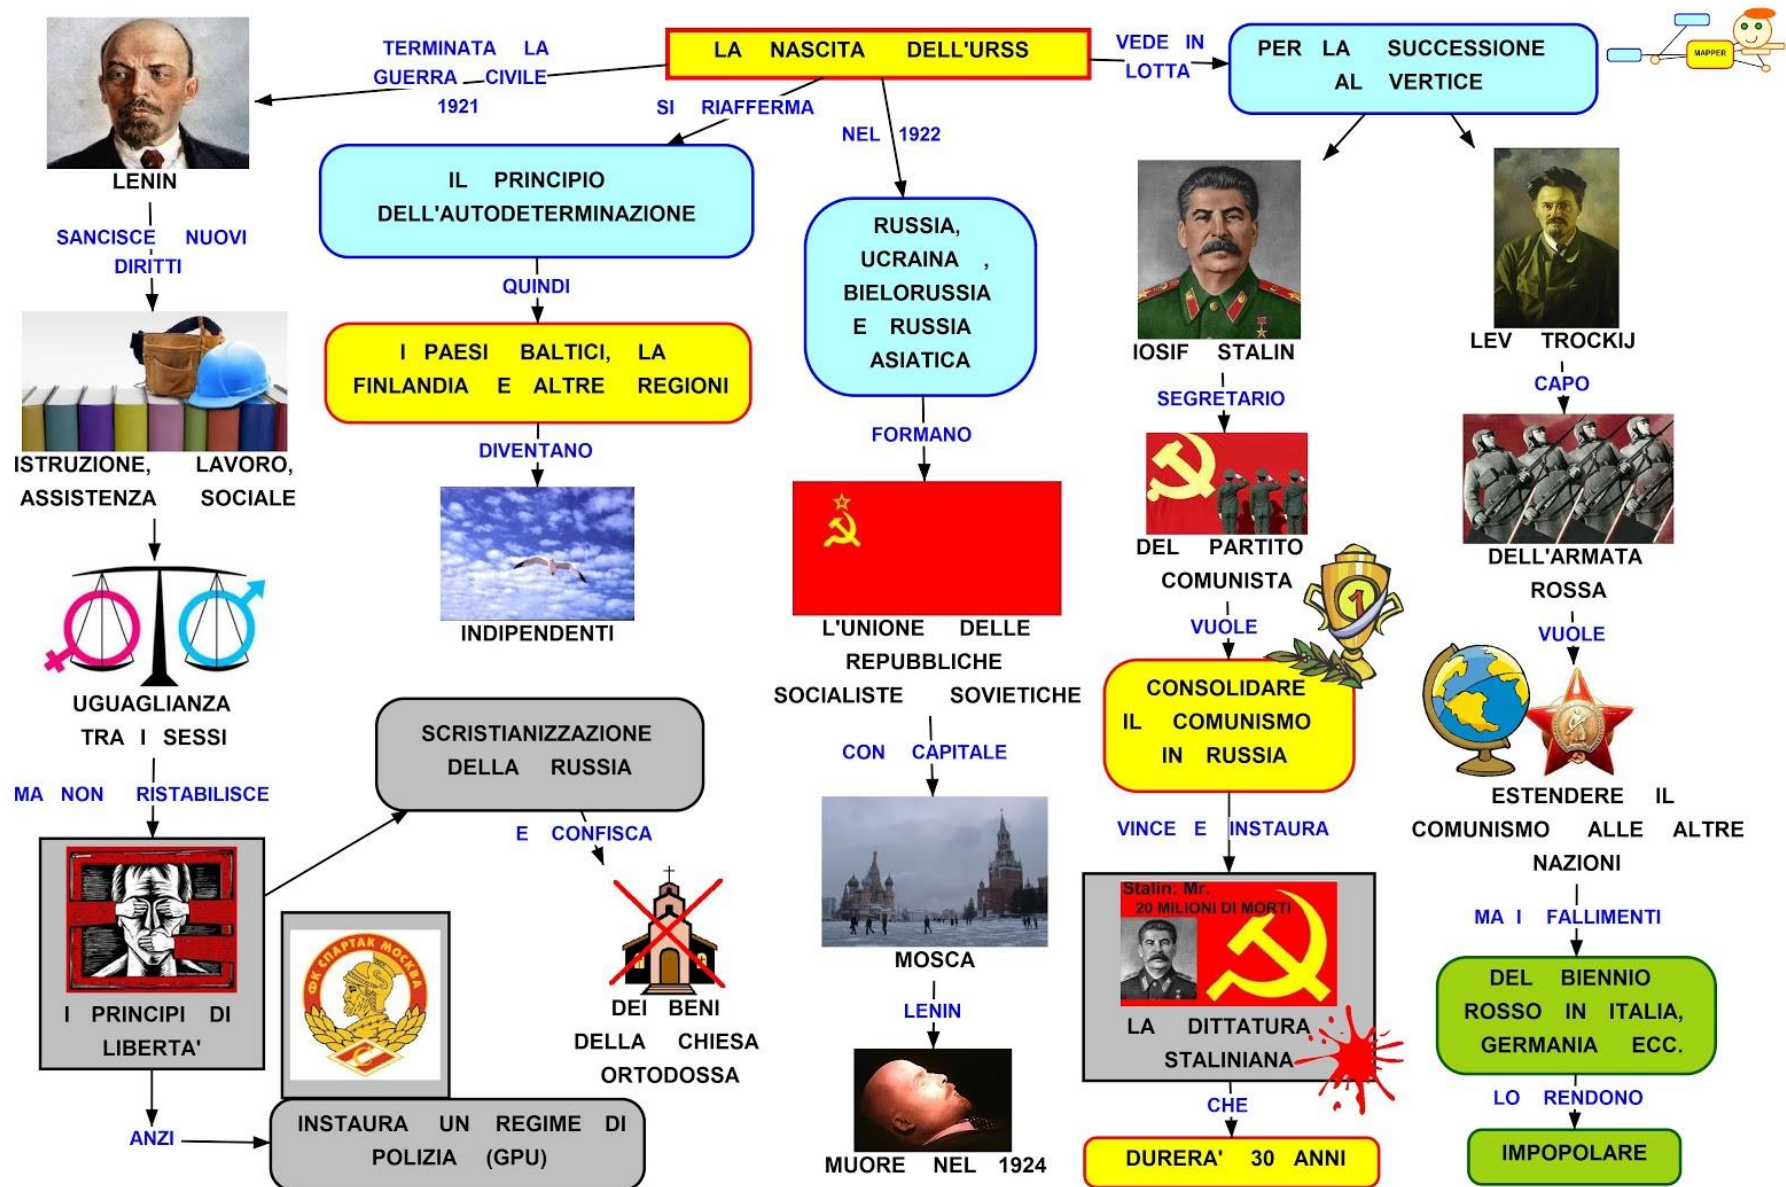 LA NASCITA DELL'URSS
TERMINATA LA
GUERRA CIVILE
1921
LENIN
SANCISCE NUOVI
DIRITTI
ISTRUZIONE, LAVORO,
ASSISTENZA SOCIALE
UGUAGLIANZA
TRA I SESSI
MA NON RISTABILISCE
I PRINCIPI DI
LIBERTA'
SCRISTIANIZZAZIONE
DELLA RUSSIA
E CONFISCA
DEI BENI
DELLA CHIESA
ORTODOSSA
ANZI
ФК СПАРТАК МОСКВА
INSTAURA UN REGIME DI
POLIZIA (GPU)
SI RIAFFERMA
IL PRINCIPIO
DELL'AUTODETERMINAZIONE
QUINDI
I PAESI BALTICI, LA
FINLANDIA E ALTRE REGIONI
DIVENTANO
INDIPENDENTI
NEL 1922
RUSSIA,
UCRAINA ,
BIELORUSSIA
E RUSSIA
ASIATICA
FORMANO
L'UNIONE DELLE
REPUBBLICHE
SOCIALISTE SOVIETICHE
CON CAPITALE
MOSCA
LENIN
MUORE NEL 1924
VEDE IN
LOTTA
PER LA SUCCESSIONE
AL VERTICE
MAPPER
IOSIF STALIN
SEGRETARIO
DEL PARTITO
COMUNISTA
VUOLE
1
CONSOLIDARE
IL COMUNISMO
IN RUSSIA
VINCE E INSTAURA
Stalin: Mr.
20 MILIONI DI MORTI
LA DITTATURA
STALINIANA
CHE
DURERA' 30 ANNI
LEV TROCKIJ
CAPO
DELL'ARMATA
ROSSA
VUOLE
ESTENDERE IL
COMUNISMO ALLE ALTRE
NAZIONI
MA I FALLIMENTI
DEL BIENNIO
ROSSO IN ITALIA,
GERMANIA ECC.
LO RENDONO
IMPOPOLARE